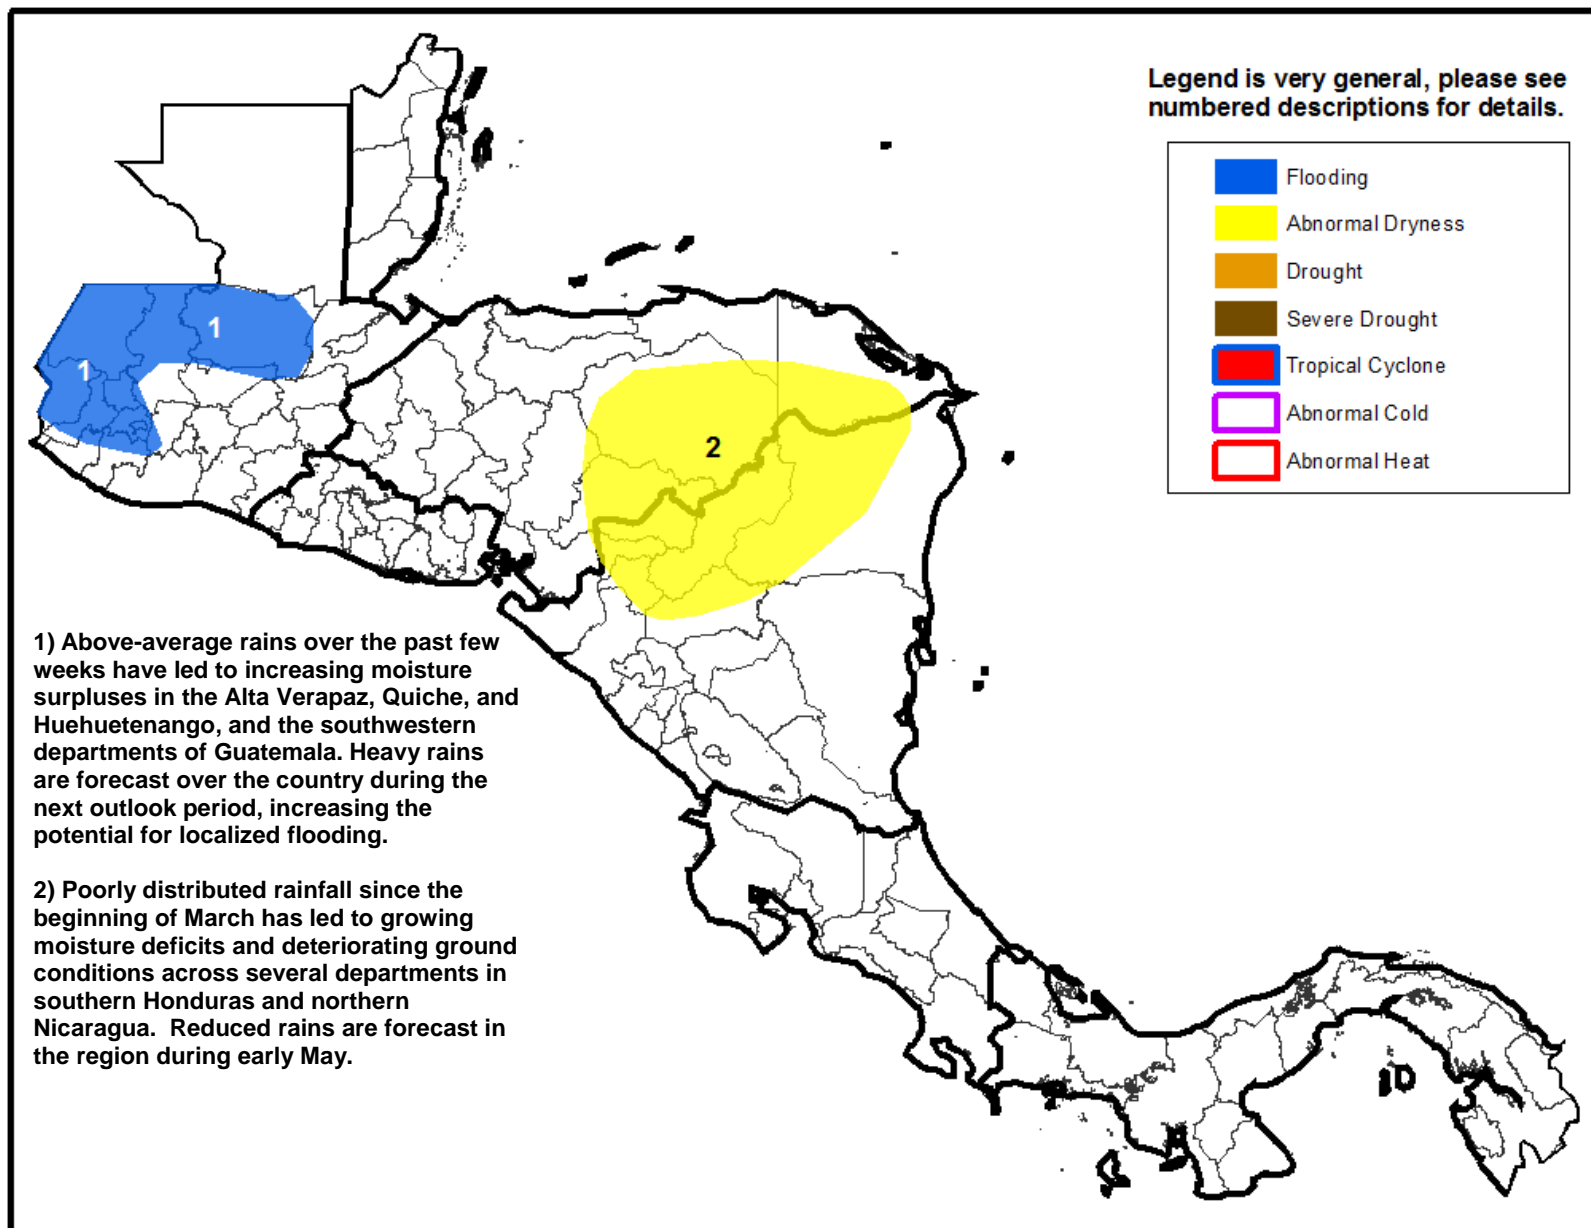 Legend is very general, please see
numbered descriptions for details.
Flooding
Abnormal Dryness
Drought
Severe Drought
Tropical Cyclone
Abnormal Cold
Abnormal Heat
1
1
2
1) Above-average rains over the past few
weeks have led to increasing moisture
surpluses in the Alta Verapaz, Quiche, and
Huehuetenango, and the southwestern
departments of Guatemala. Heavy rains
are forecast over the country during the
next outlook period, increasing the
potential for localized flooding.
2) Poorly distributed rainfall since the
beginning of March has led to growing
moisture deficits and deteriorating ground
conditions across several departments in
southern Honduras and northern
Nicaragua.  Reduced rains are forecast in
the region during early May.